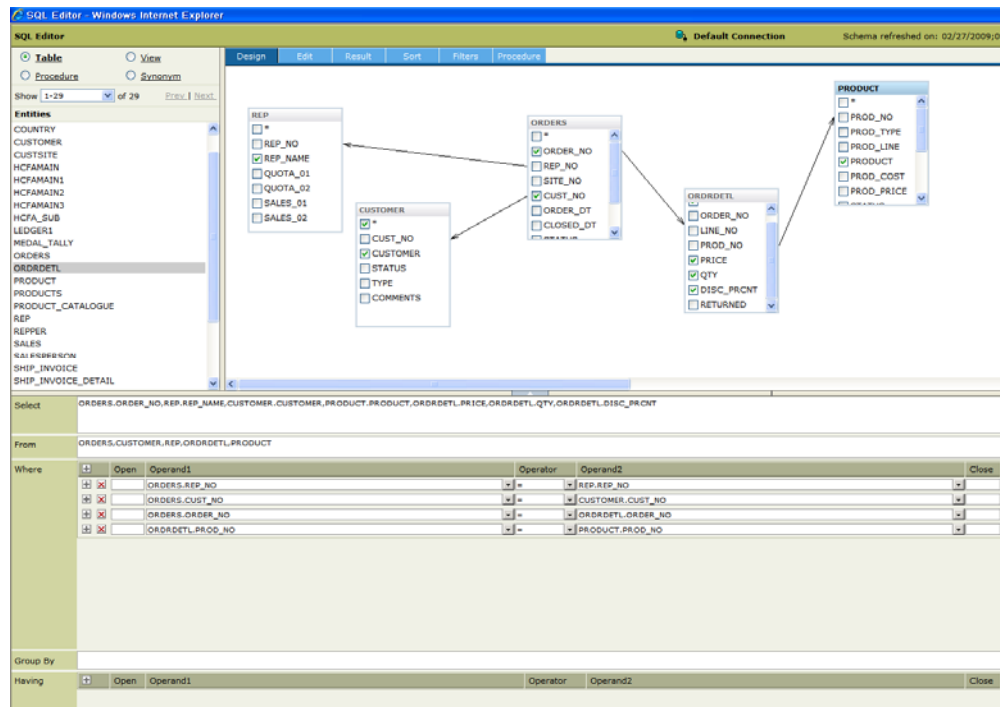 SQL Editor - Windows Internet Explorer
SQL Editor
Default Connection
Schema refreshed on: 02/27/2009;0
Table
View
Procedure
Synonym
Show 1-29 of 29 Prev | Next
Entities
COUNTRY
CUSTOMER
CUSTSITE
HCFAMAIN
HCFAMAIN1
HCFAMAIN2
HCFAMAIN3
HCFA_SUB
LEDGER1
MEDAL_TALLY
ORDERS
ORDRDETL
PRODUCT
PRODUCTS
PRODUCT_CATALOGUE
REP
REPPER
SALES
SALESPERSON
SHIP_INVOICE
SHIP_INVOICE_DETAIL
Design Edit Result Sort Filters Procedure
REP
*
REP_NO
REP_NAME
QUOTA_01
QUOTA_02
SALES_01
SALES_02
CUSTOMER
*
CUST_NO
CUSTOMER
STATUS
TYPE
COMMENTS
ORDERS
*
ORDER_NO
REP_NO
SITE_NO
CUST_NO
ORDER_DT
CLOSED_DT
STATUS
ORDRDETL
ORDER_NO
LINE_NO
PROD_NO
PRICE
QTY
DISC_PRCNT
RETURNED
PRODUCT
*
PROD_NO
PROD_TYPE
PROD_LINE
PRODUCT
PROD_COST
PROD_PRICE
STATUS
Select
ORDERS.ORDER_NO,REP.REP_NAME,CUSTOMER.CUSTOMER,PRODUCT.PRODUCT,ORDRDETL.PRICE,ORDRDETL.QTY,ORDRDETL.DISC_PRCNT
From
ORDERS,CUSTOMER,REP,ORDRDETL,PRODUCT
Where
Open Operand1 Operator Operand2 Close
ORDERS.REP_NO = REP.REP_NO
ORDERS.CUST_NO = CUSTOMER.CUST_NO
ORDERS.ORDER_NO = ORDRDETL.ORDER_NO
ORDRDETL.PROD_NO = PRODUCT.PROD_NO
Group By
Having
Open Operand1 Operator Operand2 Close